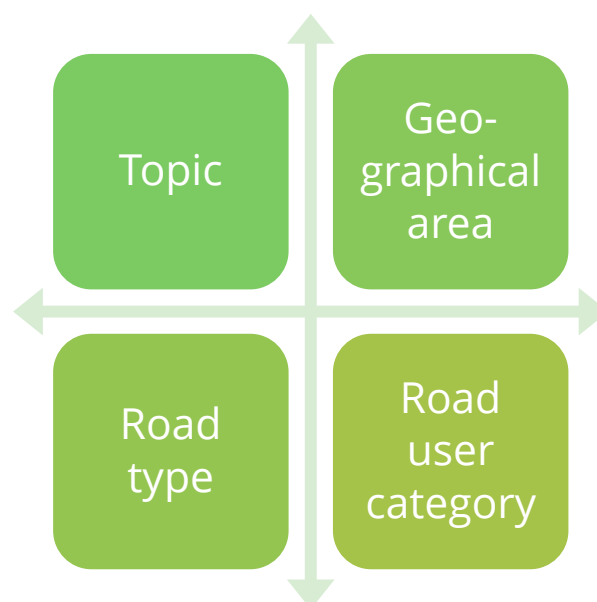 Topic
Geo-
graphical
area
Road
type
Road
user
category